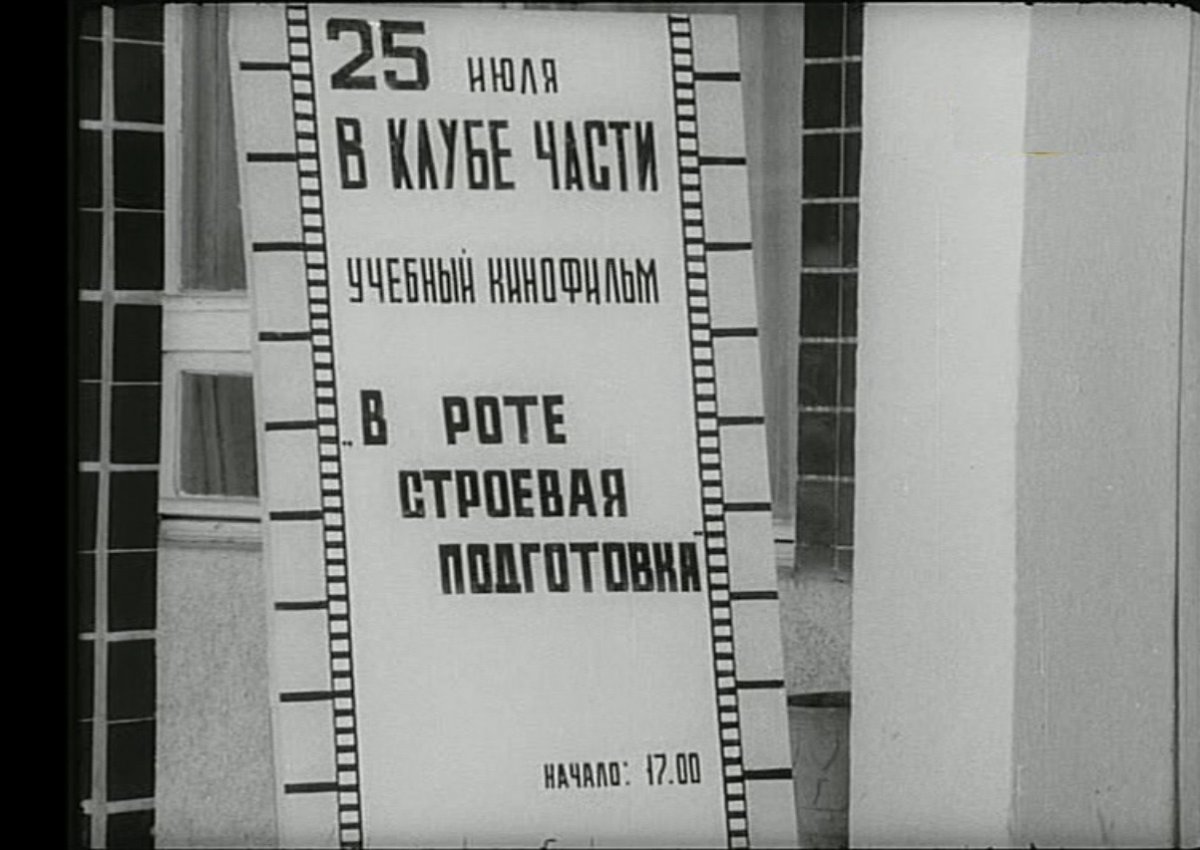 25 ИЮЛЯ
В КЛУБЕ ЧАСТИ
УЧЕБНЫЙ КИНОФИЛЬМ
„В РОТЕ
СТРОЕВАЯ
ПОДГОТОВКА"
НАЧАЛО: 17.00